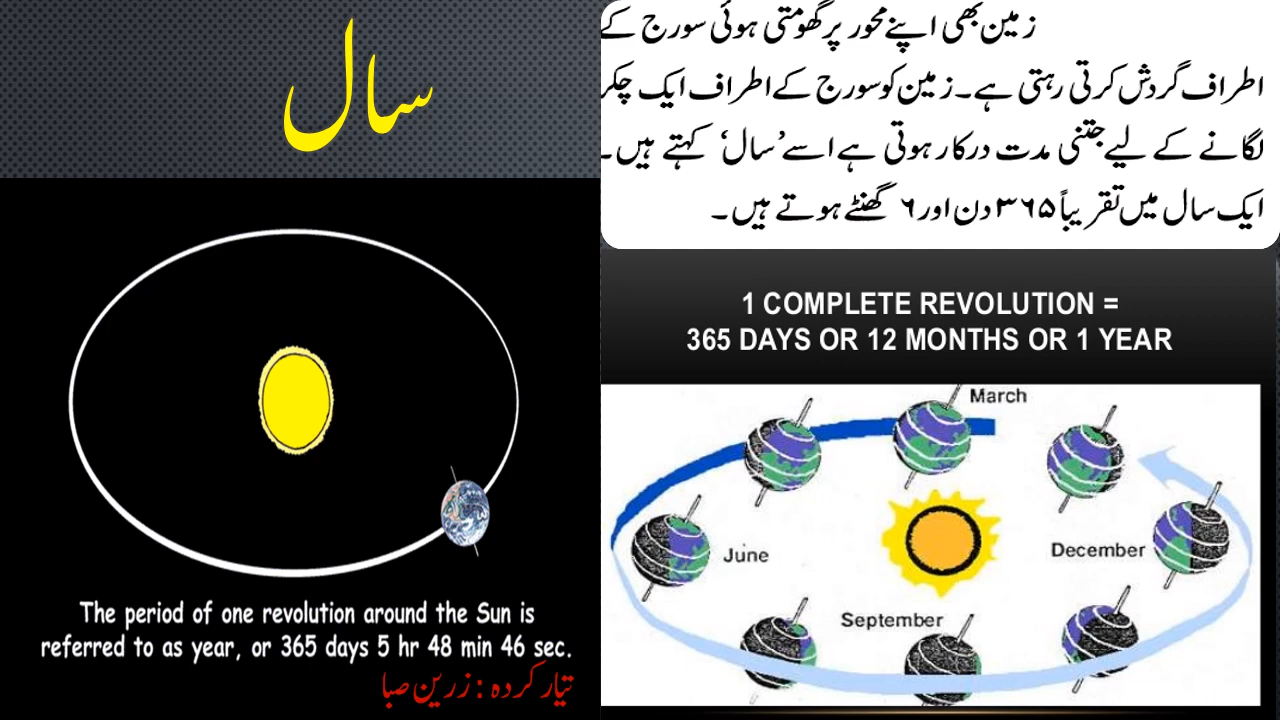 سال
زمین بھی اپنے محور پر گھومتی ہوئی سورج کے
اطراف گردش کرتی رہتی ہے۔ زمین کو سورج کے اطراف ایک چکر
لگانے کے لیے جتنی مدت درکار ہوتی ہے اسے ’سال‘ کہتے ہیں۔
ایک سال میں تقریباً ۳۶۵ دن اور ۶ گھنٹے ہوتے ہیں۔
1 COMPLETE REVOLUTION =
365 DAYS OR 12 MONTHS OR 1 YEAR
March
June
December
September
The period of one revolution around the Sun is
referred to as year, or 365 days 5 hr 48 min 46 sec.
تیار کردہ : زرین صبا